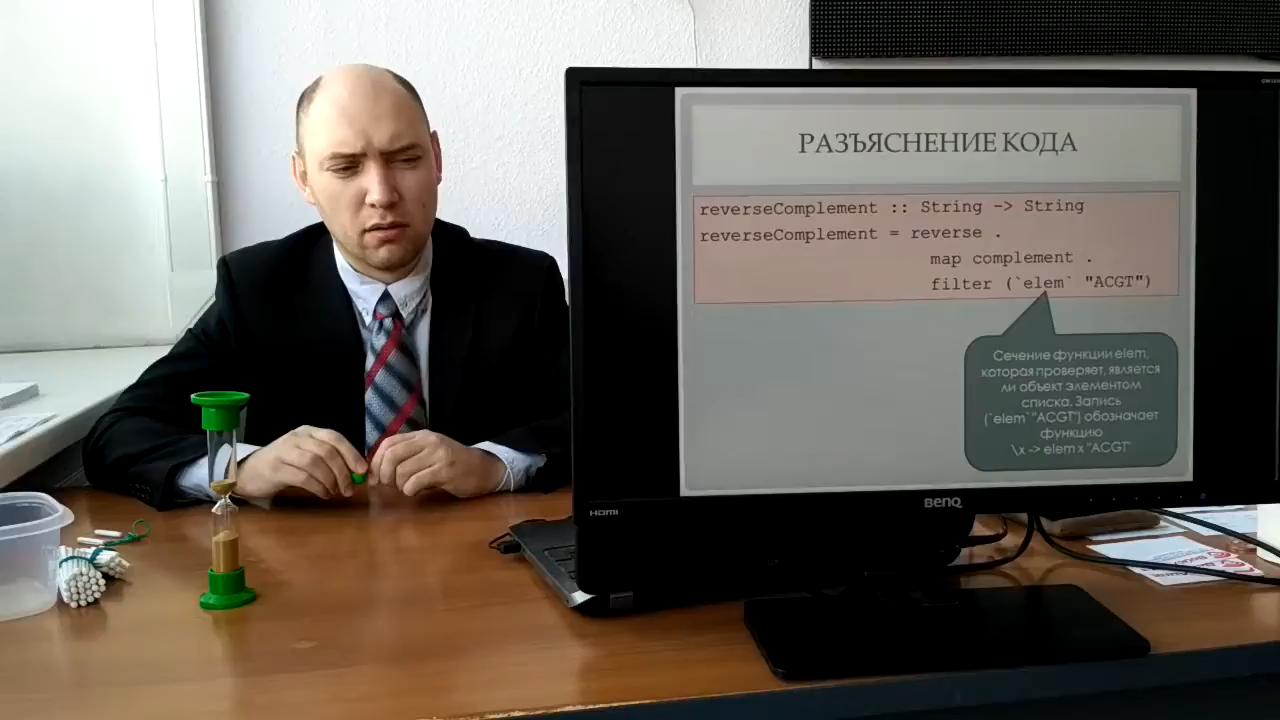 РАЗЪЯСНЕНИЕ КОДА
reverseComplement :: String -> String
reverseComplement = reverse .
map complement .
filter (`elem` "ACGT")
Сечение функции elem,
которая проверяет, является
ли объект элементом
списка. Запись
(`elem` "ACGT") обозначает
функцию
\x -> elem x "ACGT"
HDMI
BENQ